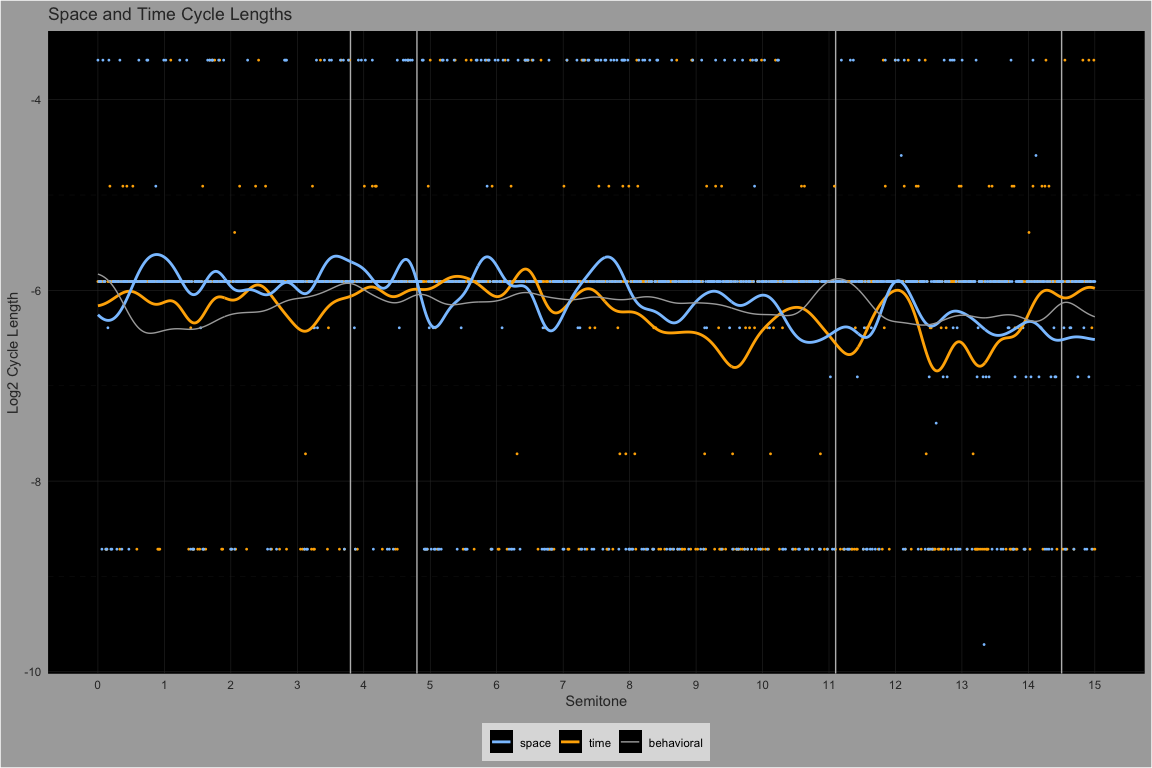 Space and Time Cycle Lengths
Log2 Cycle Length
-4
-6
-8
-10
0 1 2 3 4 5 6 7 8 9 10 11 12 13 14 15
Semitone
space time behavioral